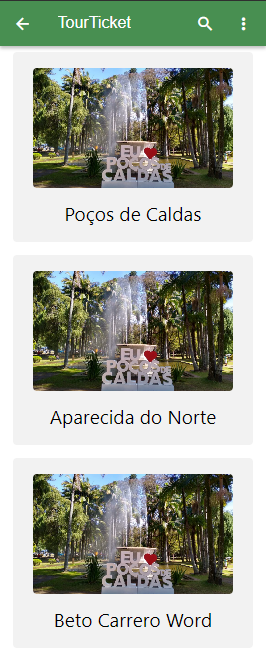 TourTicket
EU
POÇOS DE
CALDAS
Poços de Caldas
EU
POÇOS DE
CALDAS
Aparecida do Norte
EU
POÇOS DE
CALDAS
Beto Carrero Word